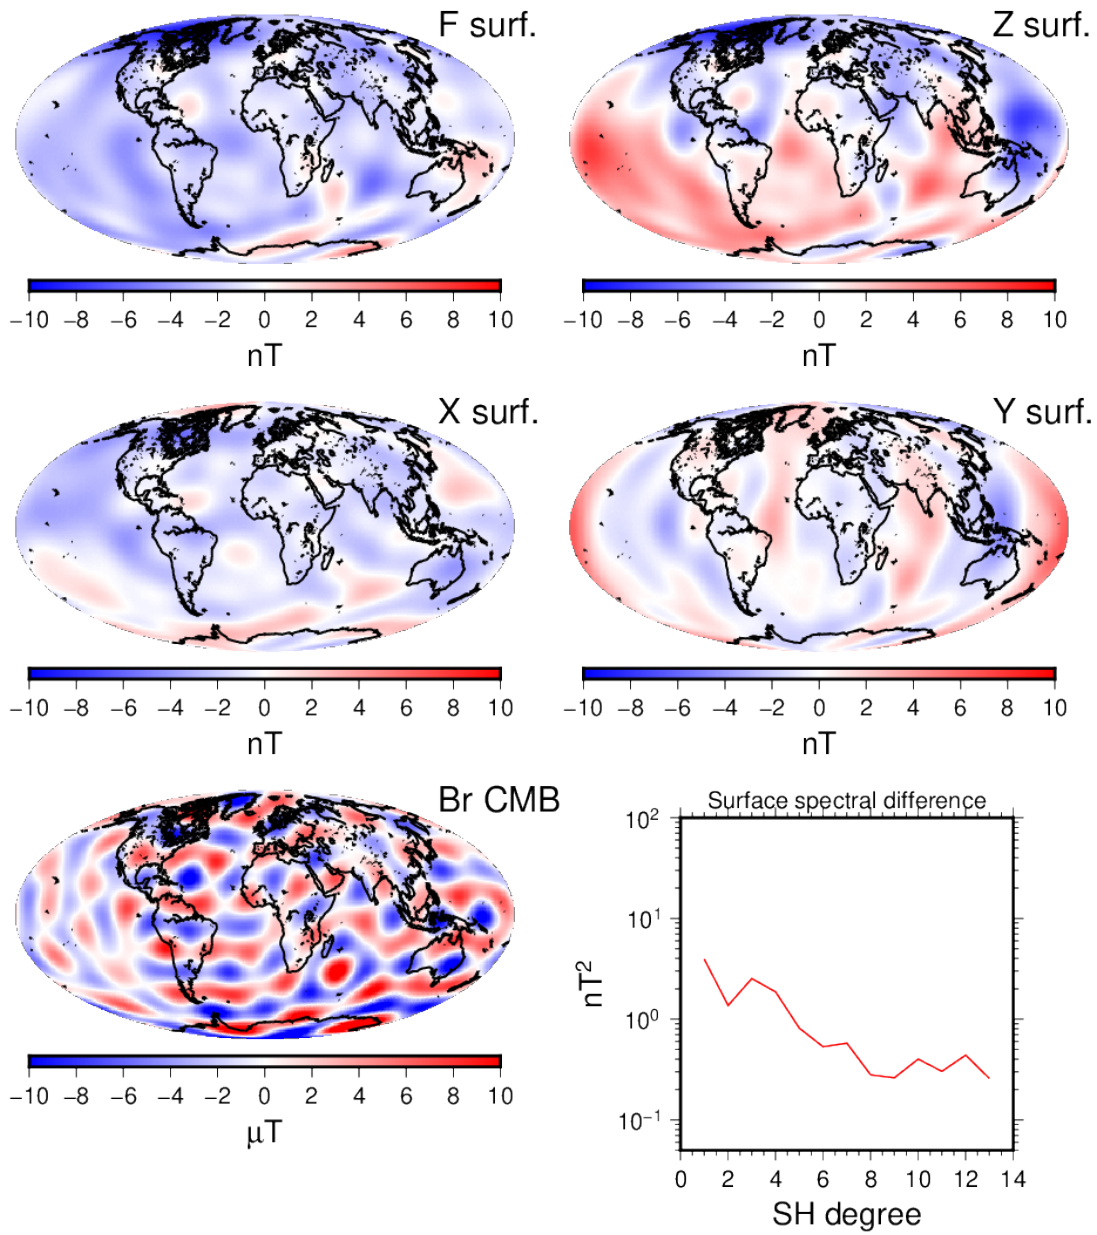 F surf.
Z surf.
−10 −8 −6 −4 −2 0 2 4 6 8 10
−10 −8 −6 −4 −2 0 2 4 6 8 10
nT
nT
X surf.
Y surf.
−10 −8 −6 −4 −2 0 2 4 6 8 10
−10 −8 −6 −4 −2 0 2 4 6 8 10
nT
nT
Br CMB
−10 −8 −6 −4 −2 0 2 4 6 8 10
μT
Surface spectral difference
10²
10¹
10⁰
10⁻¹
nT²
0 2 4 6 8 10 12 14
SH degree